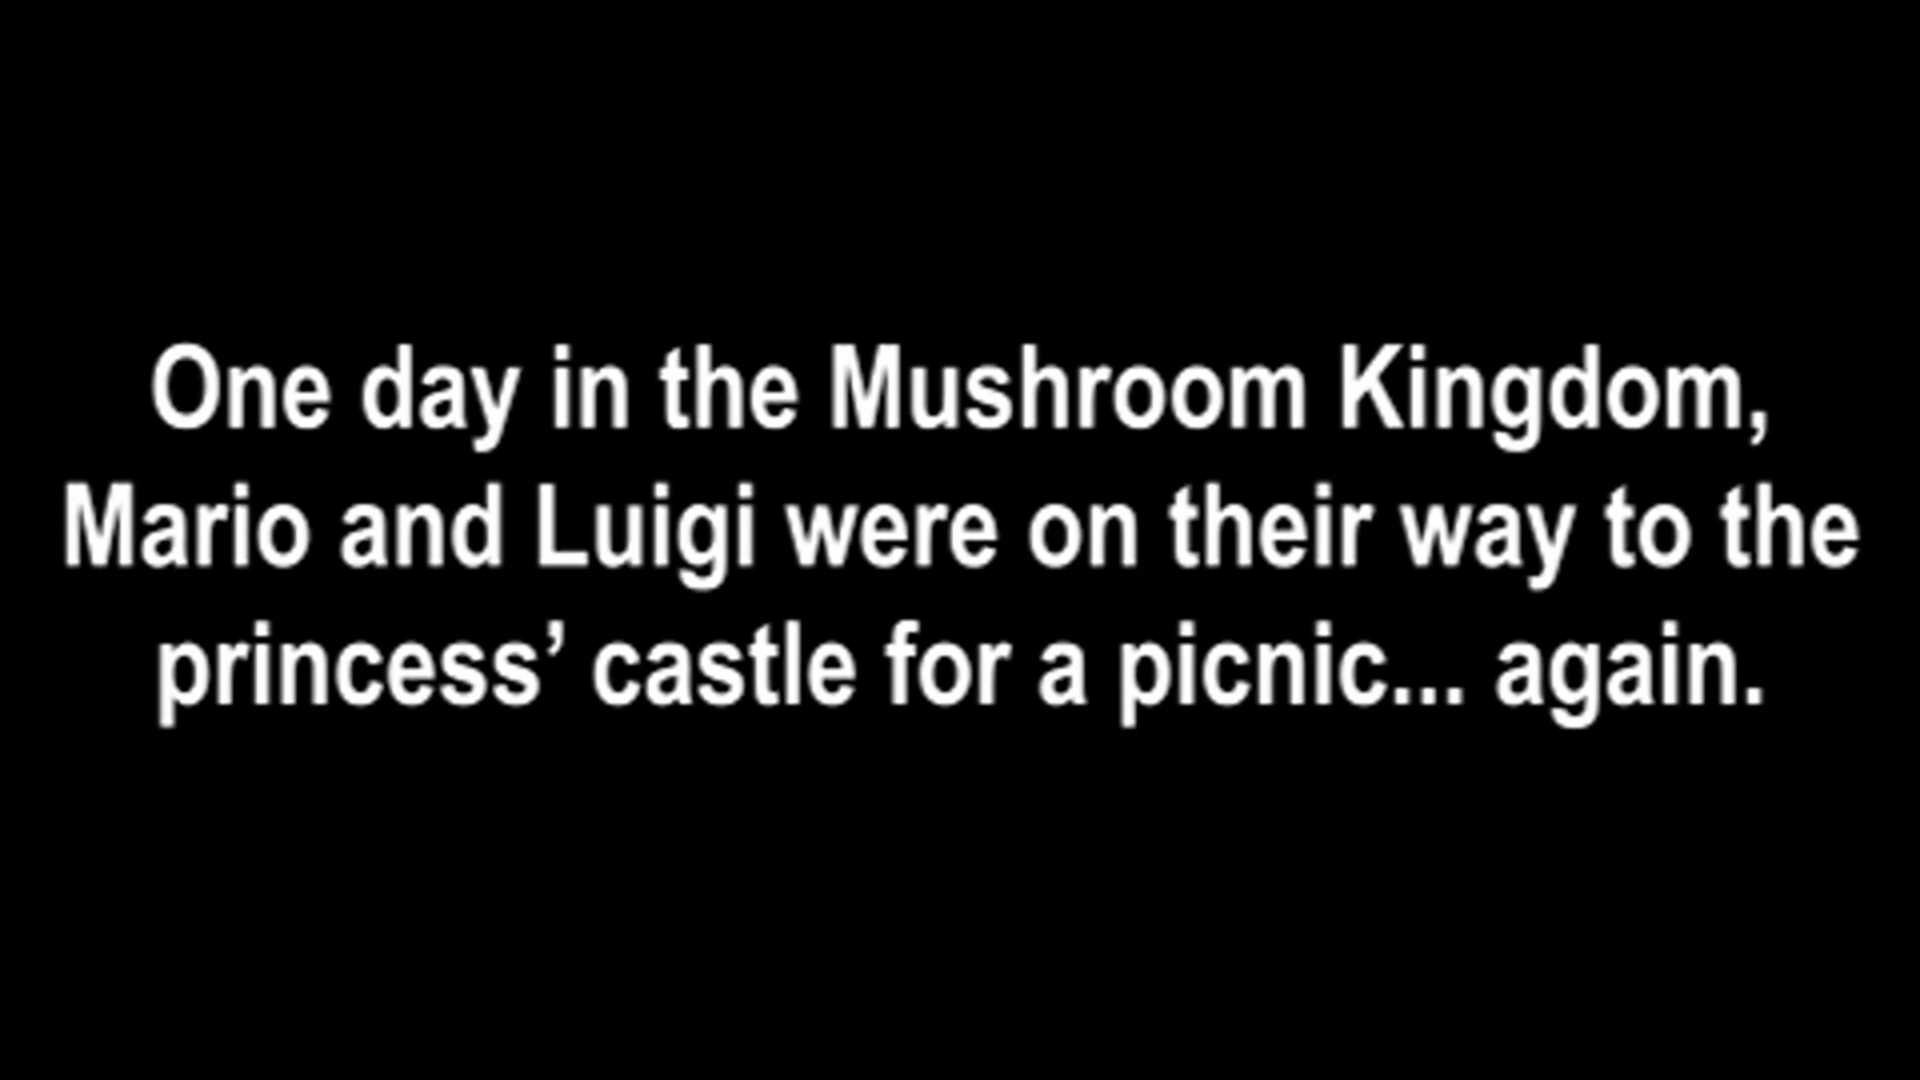 One day in the Mushroom Kingdom,
Mario and Luigi were on their way to the
princess’ castle for a picnic... again.